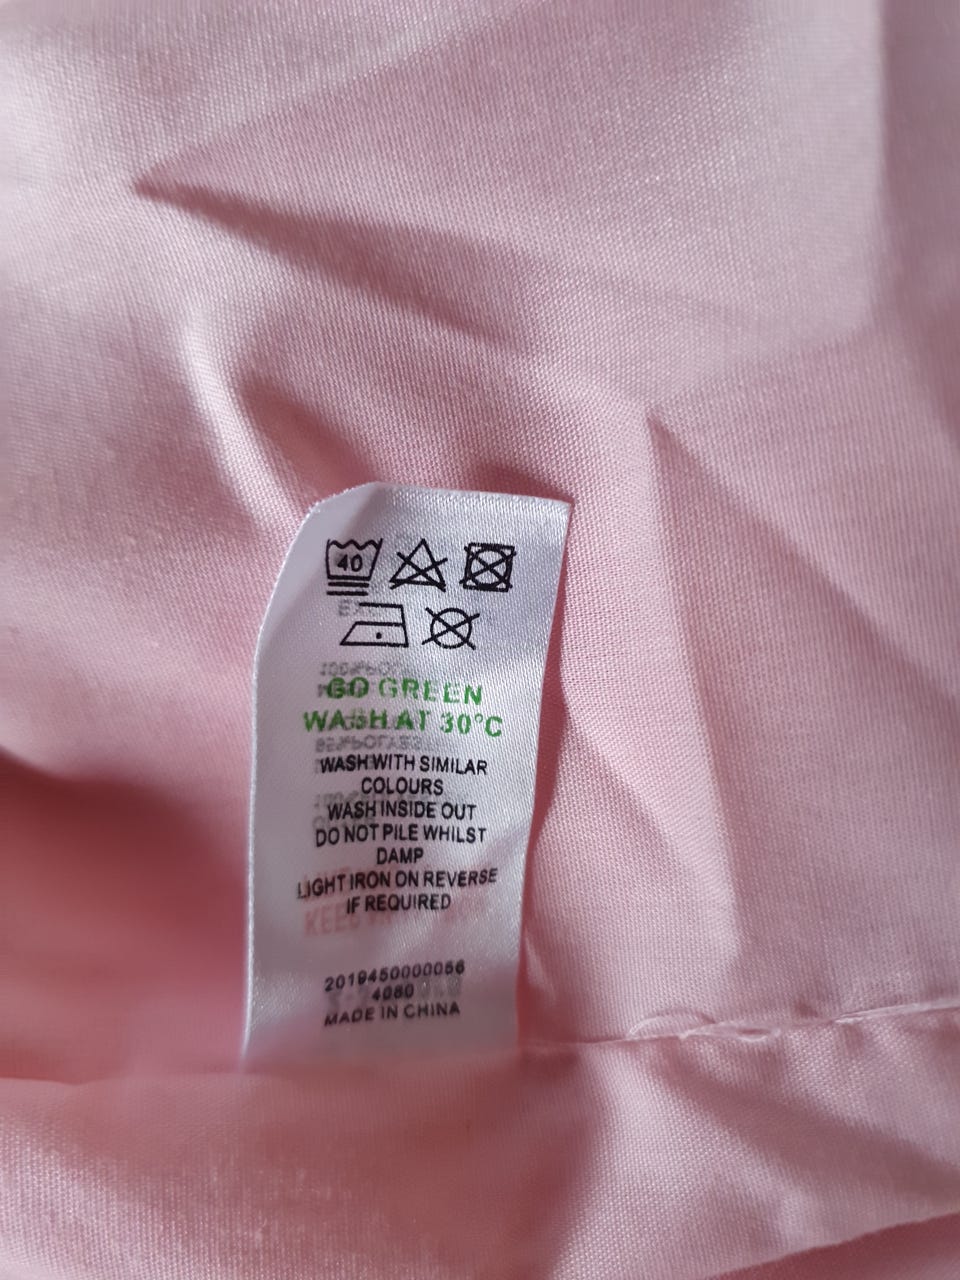 40
GO GREEN
WASH AT 30°C
WASH WITH SIMILAR
COLOURS
WASH INSIDE OUT
DO NOT PILE WHILST
DAMP
LIGHT IRON ON REVERSE
IF REQUIRED
2019450000056
4080
MADE IN CHINA